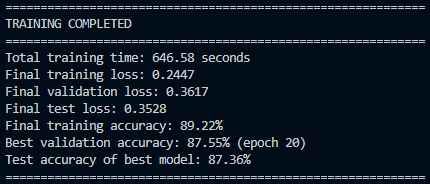 ============================================================
TRAINING COMPLETED
============================================================
Total training time: 646.58 seconds
Final training loss: 0.2447
Final validation loss: 0.3617
Final test loss: 0.3528
Final training accuracy: 89.22%
Best validation accuracy: 87.55% (epoch 20)
Test accuracy of best model: 87.36%
============================================================